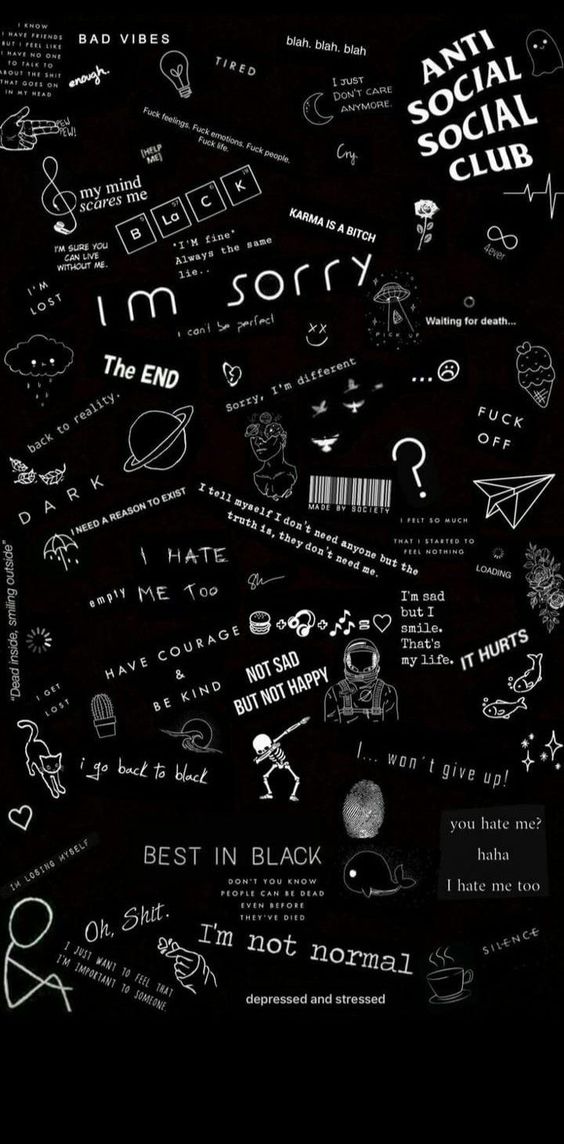 I KNOW
I HAVE FRIENDS
BUT I FEEL LIKE
I HAVE NO ONE
TO TALK TO
ABOUT THE SHIT
THAT GOES ON
IN MY HEAD
BAD VIBES
enough.
TIRED
blah. blah. blah
I JUST
DON'T CARE
ANYMORE.
ANTI
SOCIAL
SOCIAL
CLUB
PEW
PEW!
Fuck feelings. Fuck emotions. Fuck people.
Fuck life.
[HELP
ME]
Cry.
my mind
scares me
B La C K
KARMA IS A BITCH
4ever
I'M SURE YOU
CAN LIVE
WITHOUT ME.
"I'M fine"
Always the same
lie..
I'M
LOST
Im sorry
i can't be perfect
PICK UP
Waiting for death...
The END
Sorry, I'm different
...
back to reality.
FUCK
OFF
DARK
I NEED A REASON TO EXIST
MADE BY SOCIETY
?
I tell myself I don't need anyone but the
truth is, they don't need me.
I FELT SO MUCH
THAT I STARTED TO
FEEL NOTHING
LOADING
I HATE
ME TOO
empty
"Dead inside, smiling outside"
+ + =
I'm sad
but I
smile.
That's
my life.
IT HURTS
HAVE COURAGE
&
BE KIND
NOT SAD
BUT NOT HAPPY
I GET
LOST
i go back to black
I... won't give up!
you hate me?
haha
I hate me too
BEST IN BLACK
IM LOSING MYSELF
DON'T YOU KNOW
PEOPLE CAN BE DEAD
EVEN BEFORE
THEY'VE DIED
Oh, Shit.
I JUST WANT TO FEEL THAT
I'M IMPORTANT TO SOMEONE.
I'm not normal
SILENCE
depressed and stressed